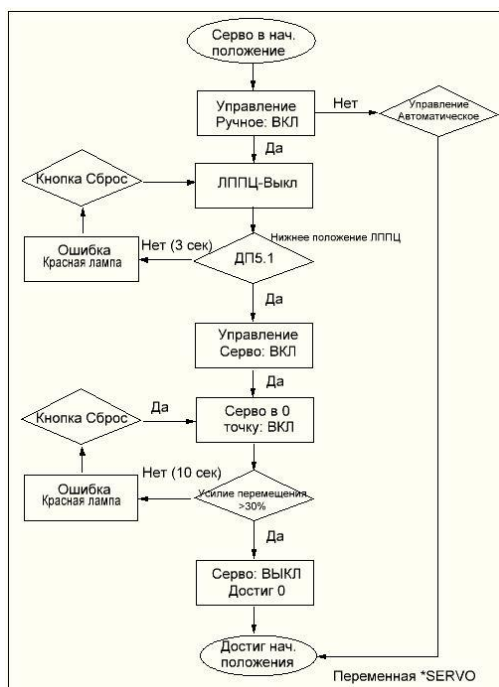 Серво в нач.
положение
Управление
Ручное: ВКЛ
Нет
Управление
Автоматическое
Да
Кнопка Сброс
ЛППЦ-Выкл
Нижнее положение ЛППЦ
Ошибка
Красная лампа
Нет (3 сек)
ДП5.1
Да
Управление
Серво: ВКЛ
Да
Кнопка Сброс
Да
Серво в 0
точку: ВКЛ
Ошибка
Красная лампа
Нет (10 сек)
Усилие перемещения
>30%
Да
Серво: ВЫКЛ
Достиг 0
Достиг нач.
положения
Переменная *SERVO